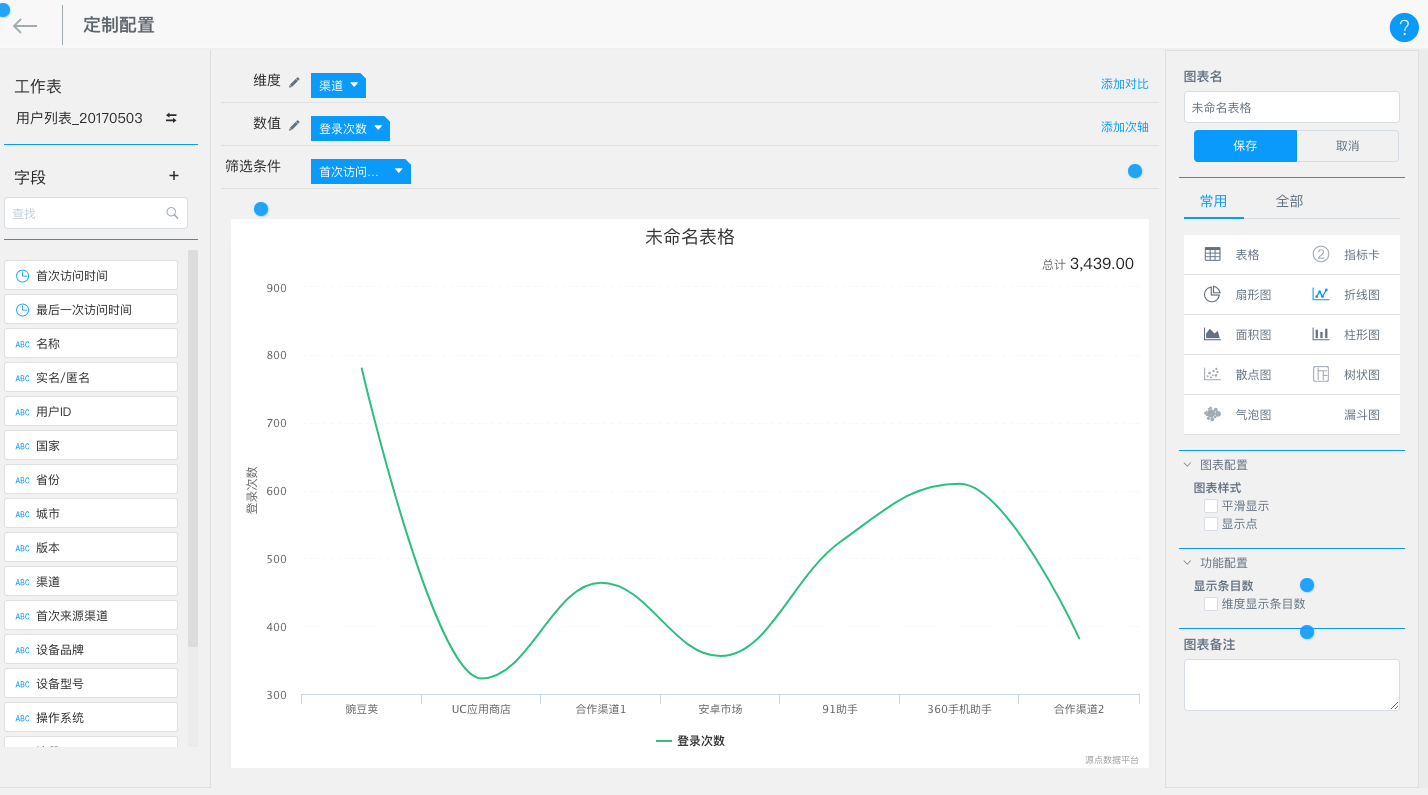 定制配置
?
工作表
用户列表_20170503
字段
+
查找
首次访问时间
最后一次访问时间
ABC 名称
ABC 实名/匿名
ABC 用户ID
ABC 国家
ABC 省份
ABC 城市
ABC 版本
ABC 渠道
ABC 首次来源渠道
ABC 设备品牌
ABC 设备型号
ABC 操作系统
维度 渠道 添加对比
数值 登录次数 添加次轴
筛选条件 首次访问...
未命名表格
总计 3,439.00
900
800
700
600
500
400
300
登录次数
豌豆荚 UC应用商店 合作渠道1 安卓市场 91助手 360手机助手 合作渠道2
登录次数
源点数据平台
图表名
未命名表格
保存 取消
常用 全部
表格 2 指标卡
扇形图 折线图
面积图 柱形图
散点图 树状图
气泡图 漏斗图
图表配置
图表样式
平滑显示
显示点
功能配置
显示条目数
维度显示条目数
图表备注